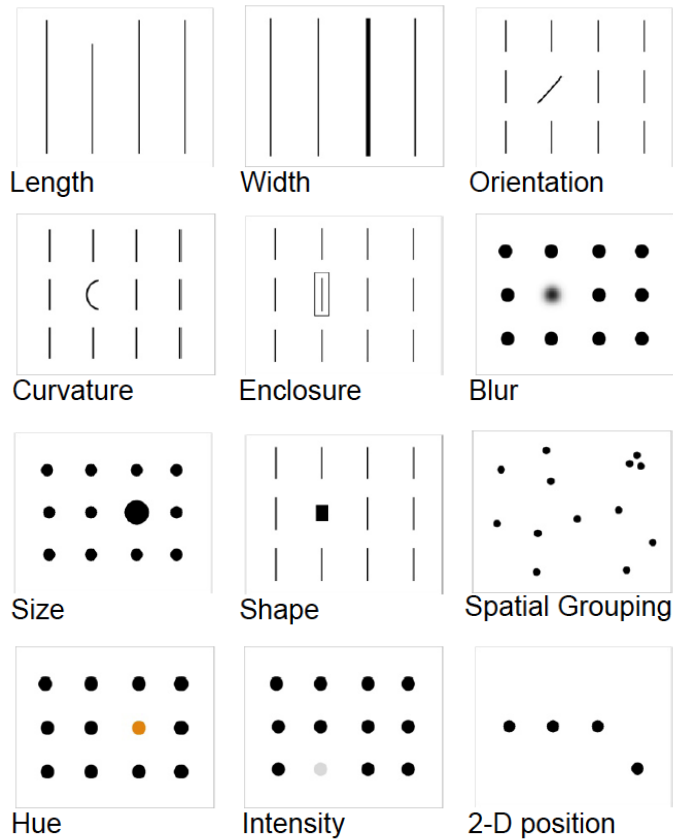 Length
Width
Orientation
Curvature
Enclosure
Blur
Size
Shape
Spatial Grouping
Hue
Intensity
2-D position